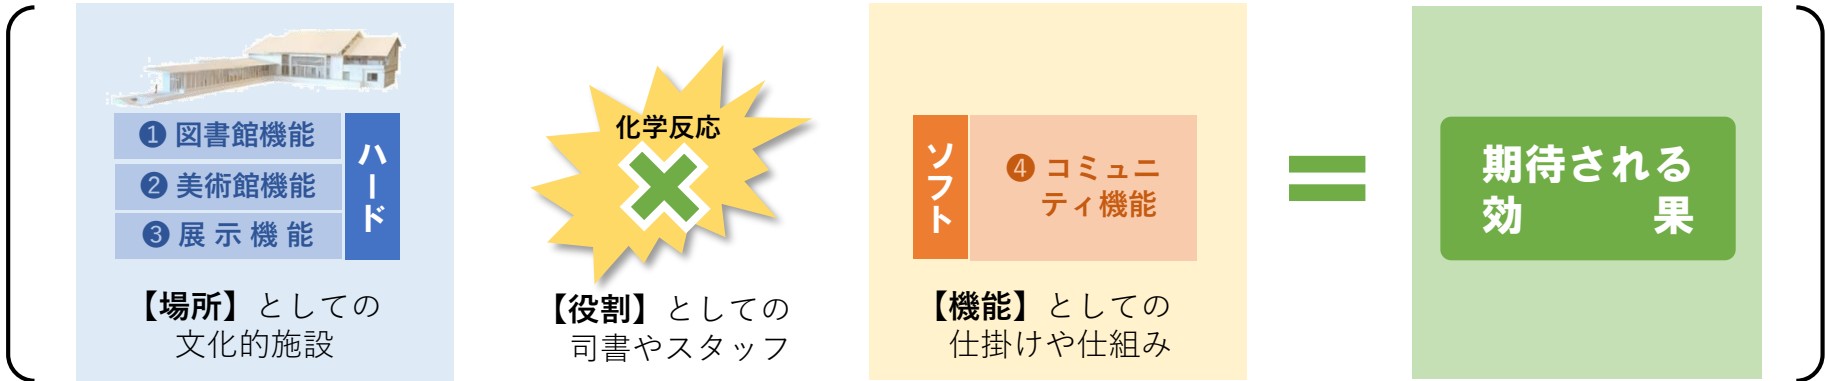 ❶ 図書館機能
❷ 美術館機能
❸ 展示機能
ハード
【場所】としての
文化的施設
化学反応
【役割】としての
司書やスタッフ
ソフト
❹ コミュニ
ティ機能
【機能】としての
仕掛けや仕組み
=
期待される
効果